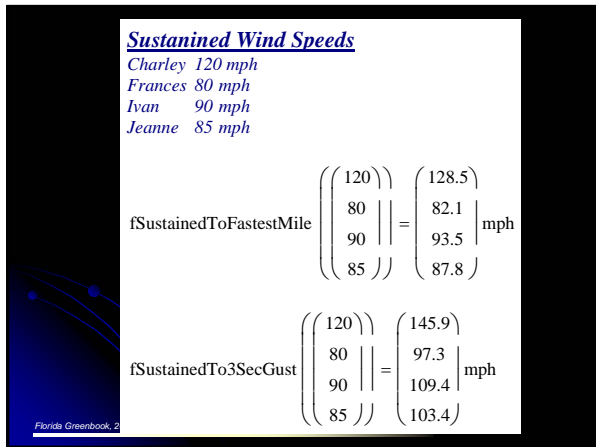 Sustanined Wind Speeds
Charley 120 mph
Frances 80 mph
Ivan 90 mph
Jeanne 85 mph
fSustainedToFastestMile ((120 80 90 85)) = (128.5 82.1 93.5 87.8) mph
fSustainedTo3SecGust ((120 80 90 85)) = (145.9 97.3 109.4 103.4) mph
Florida Greenbook, 2